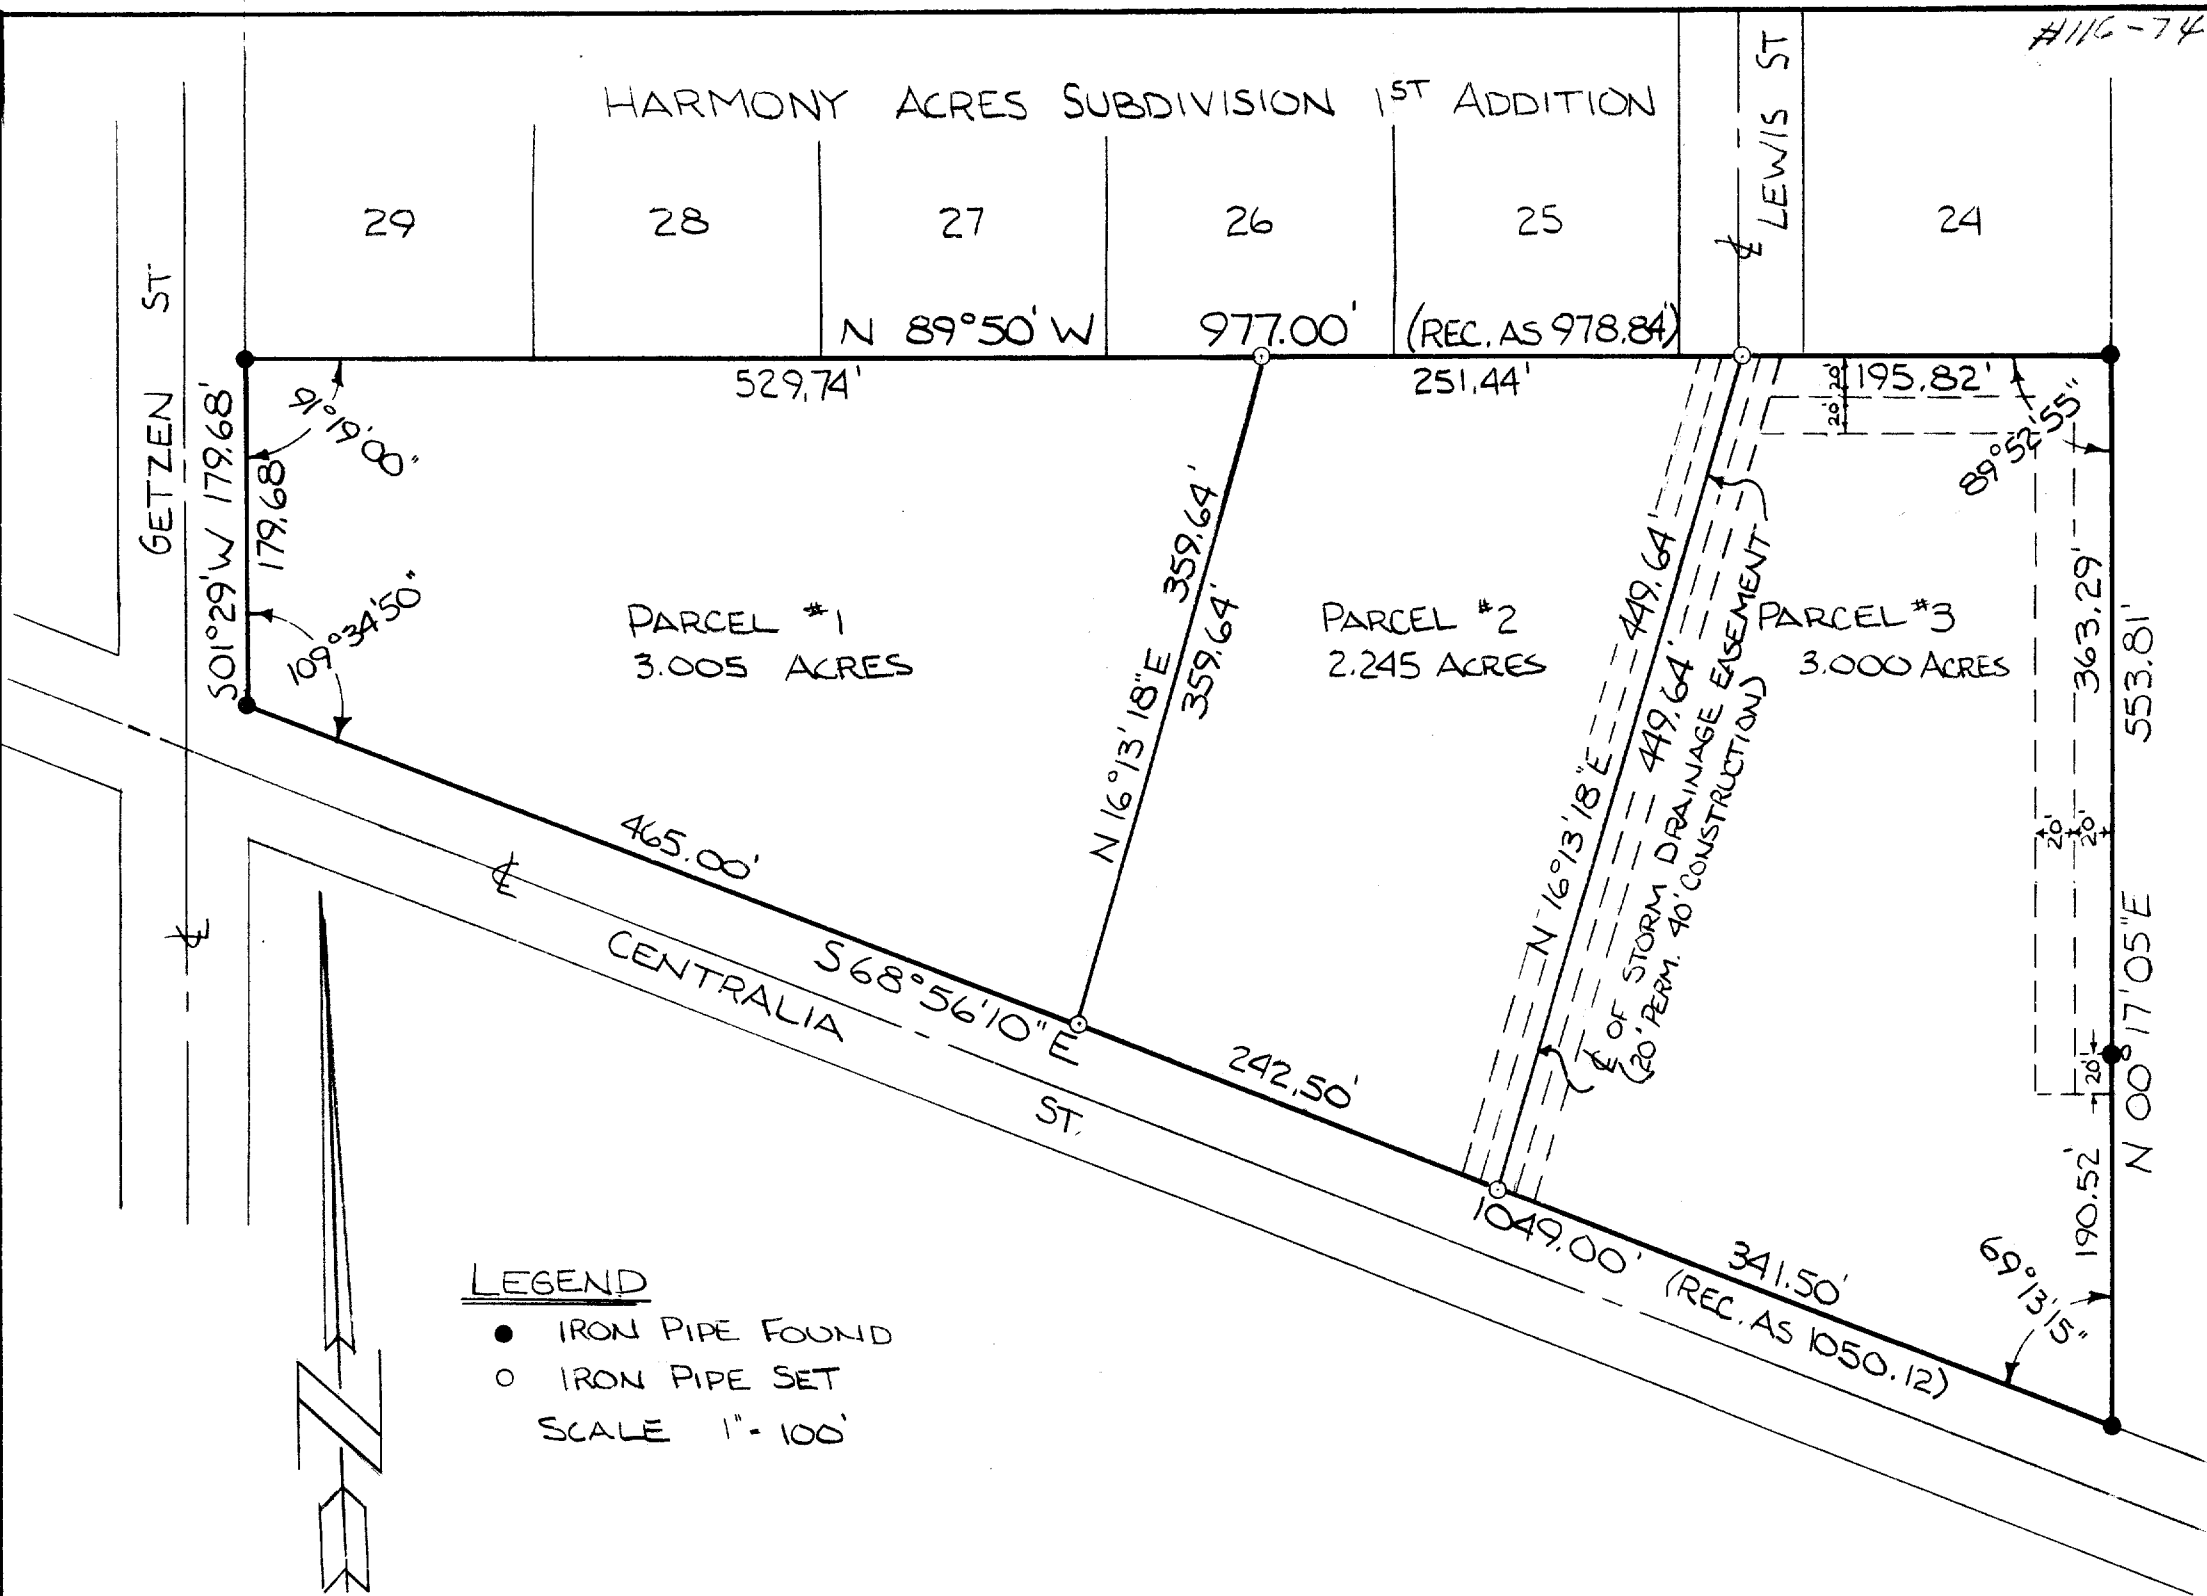 #116-74
HARMONY ACRES SUBDIVISION 1ST ADDITION
LEWIS ST
29
28
27
26
25
24
GETZEN ST
N 89°50' W 977.00' (REC. AS 978.84')
529.74'
251.44'
195.82'
20'
20'
S01°29'W 179.68'
179.68'
91°19'00"
109°34'50"
89°52'55"
PARCEL #1
3.005 ACRES
N 16°13'18"E 359.64'
359.64'
PARCEL #2
2.245 ACRES
N 16°13'18"E 449.64'
449.64'
℄ OF STORM DRAINAGE EASEMENT
(20' PERM. 40' CONSTRUCTION)
PARCEL #3
3.000 ACRES
363.29'
553.81'
20'
20'
20'
N 00°17'05"E
190.52'
465.00'
℄
℄
℄
CENTRALIA ST.
S 68°56'10" E
242.50'
1049.00' (REC. AS 1050.12)
341.50'
69°13'15"
LEGEND
● IRON PIPE FOUND
○ IRON PIPE SET
SCALE 1"= 100'
N